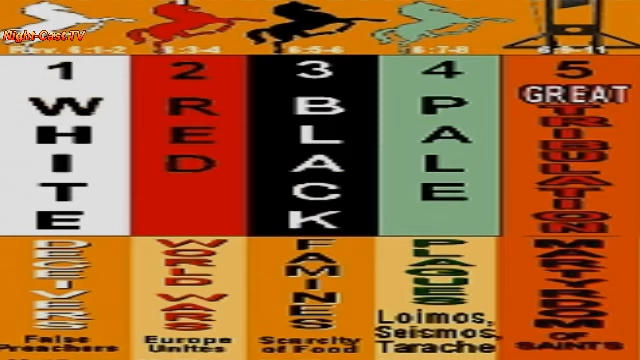 Night-Cast.TV
Rev. 6:1-2
6:3-4
6:5-6
6:7-8
6:9-11
1
WHITE
DECEIVERS
False
Preachers
2
RED
WORLD WARS
Europe
Unites
3
BLACK
FAMINES
Scarcity
of Food
4
PALE
PLAGUS
Loimos,
Seismos,
Tarache
5
GREAT
TRIBULATION
MARTYRDOM
OF
SAINTS